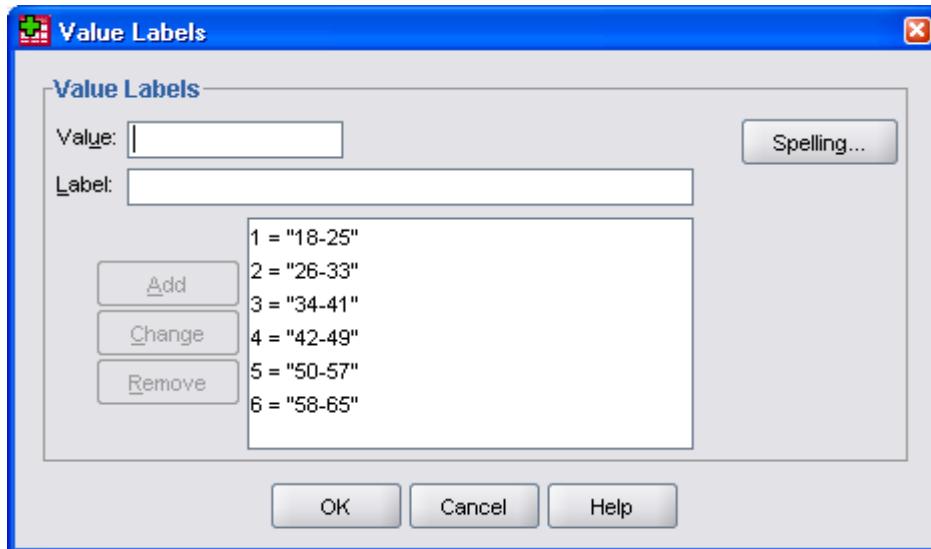 Value Labels
Value Labels
Value:
Spelling...
Label:
1 = "18-25"
2 = "26-33"
3 = "34-41"
4 = "42-49"
5 = "50-57"
6 = "58-65"
Add
Change
Remove
OK Cancel Help